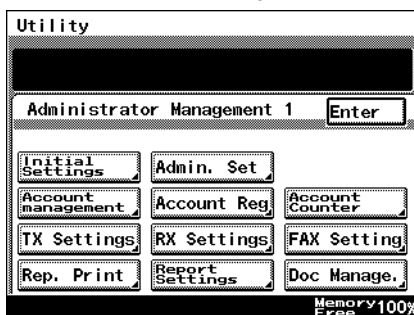 Utility
Administrator Management 1 Enter
Initial Settings
Admin. Set
Account management
Account Reg
Account Counter
TX Settings
RX Settings
FAX Setting
Rep. Print
Report Settings
Doc Manage.
Memory Free 100%